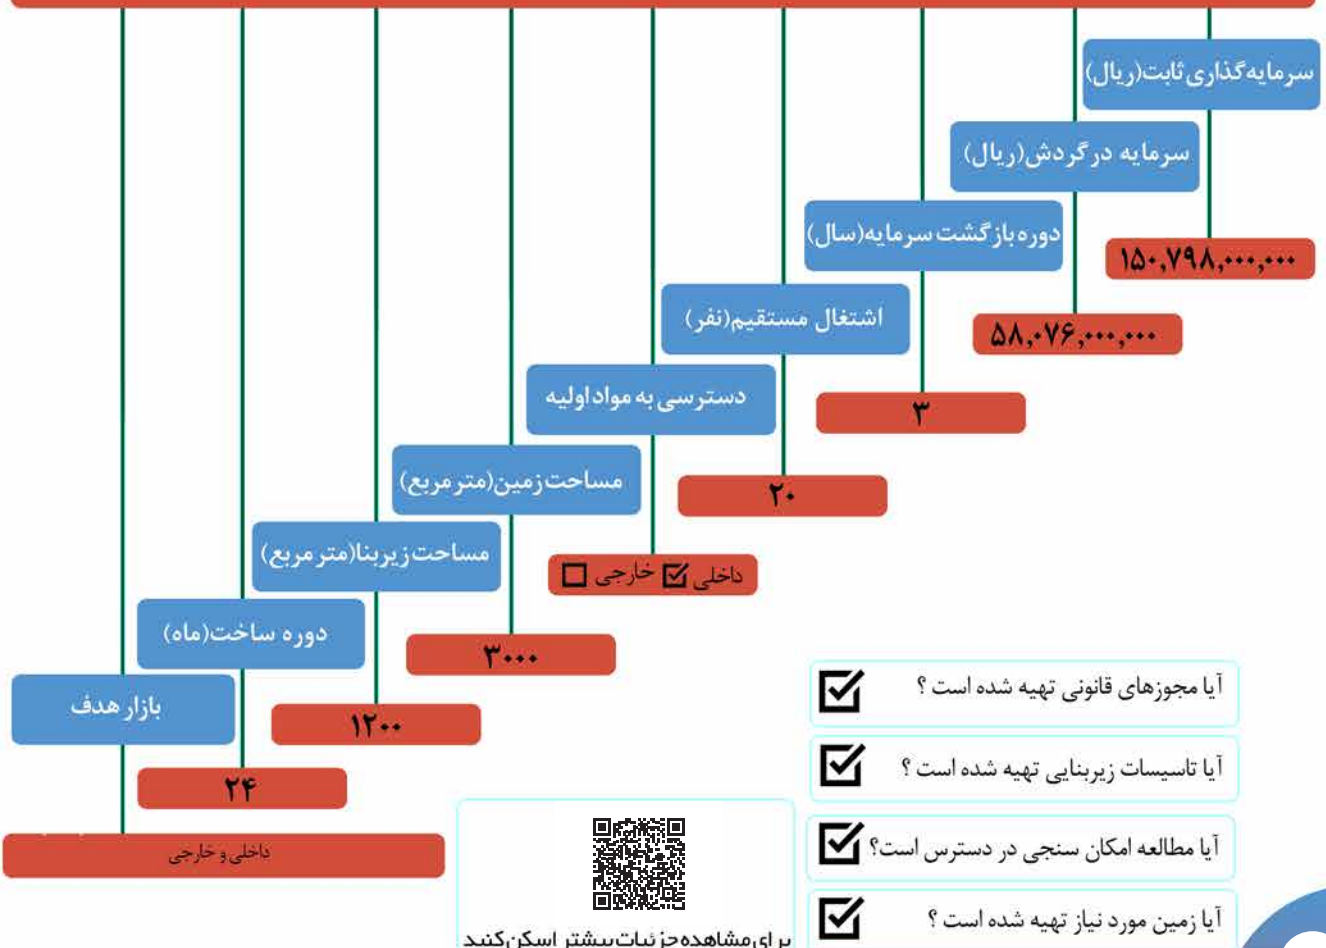 سرمایه‌گذاری ثابت(ریال)
۱۵۰,۷۹۸,۰۰۰,۰۰۰
سرمایه در گردش(ریال)
۵۸,۰۷۶,۰۰۰,۰۰۰
دوره بازگشت سرمایه(سال)
۳
اشتغال مستقیم(نفر)
۲۰
دسترسی به مواد اولیه
داخلی ☑ خارجی ☐
مساحت زمین(متر مربع)
۳۰۰۰
مساحت زیربنا(متر مربع)
۱۲۰۰
دوره ساخت(ماه)
۲۴
بازار هدف
داخلی و خارجی
آیا مجوزهای قانونی تهیه شده است ؟ ☑
آیا تاسیسات زیربنایی تهیه شده است ؟ ☑
آیا مطالعه امکان سنجی در دسترس است؟ ☑
آیا زمین مورد نیاز تهیه شده است ؟ ☑
برای مشاهده جزئیات بیشتر اسکن کنید